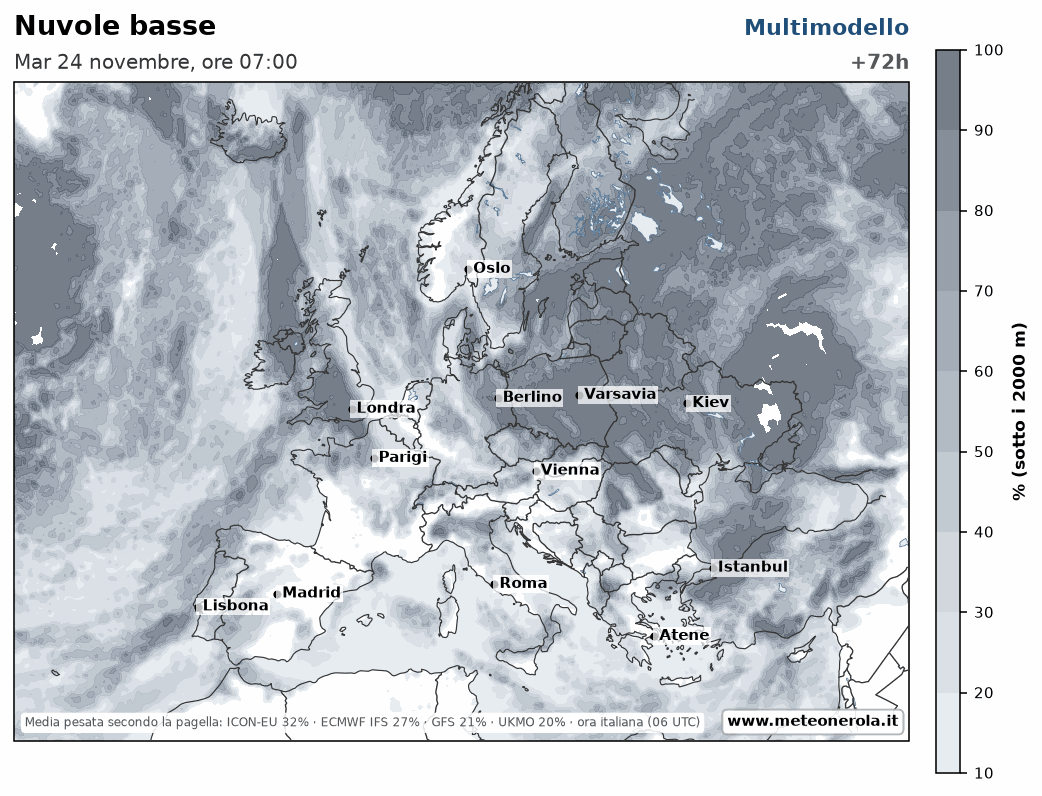 Nuvole basse
Multimodello
Mar 24 novembre, ore 07:00
+72h
100
90
80
70
60
50
40
30
20
10
% (sotto i 2000 m)
Oslo
Londra
Berlino
Varsavia
Kiev
Parigi
Vienna
Istanbul
Roma
Madrid
Lisbona
Atene
Media pesata secondo la pagella: ICON-EU 32% · ECMWF IFS 27% · GFS 21% · UKMO 20% · ora italiana (06 UTC)
www.meteonerola.it